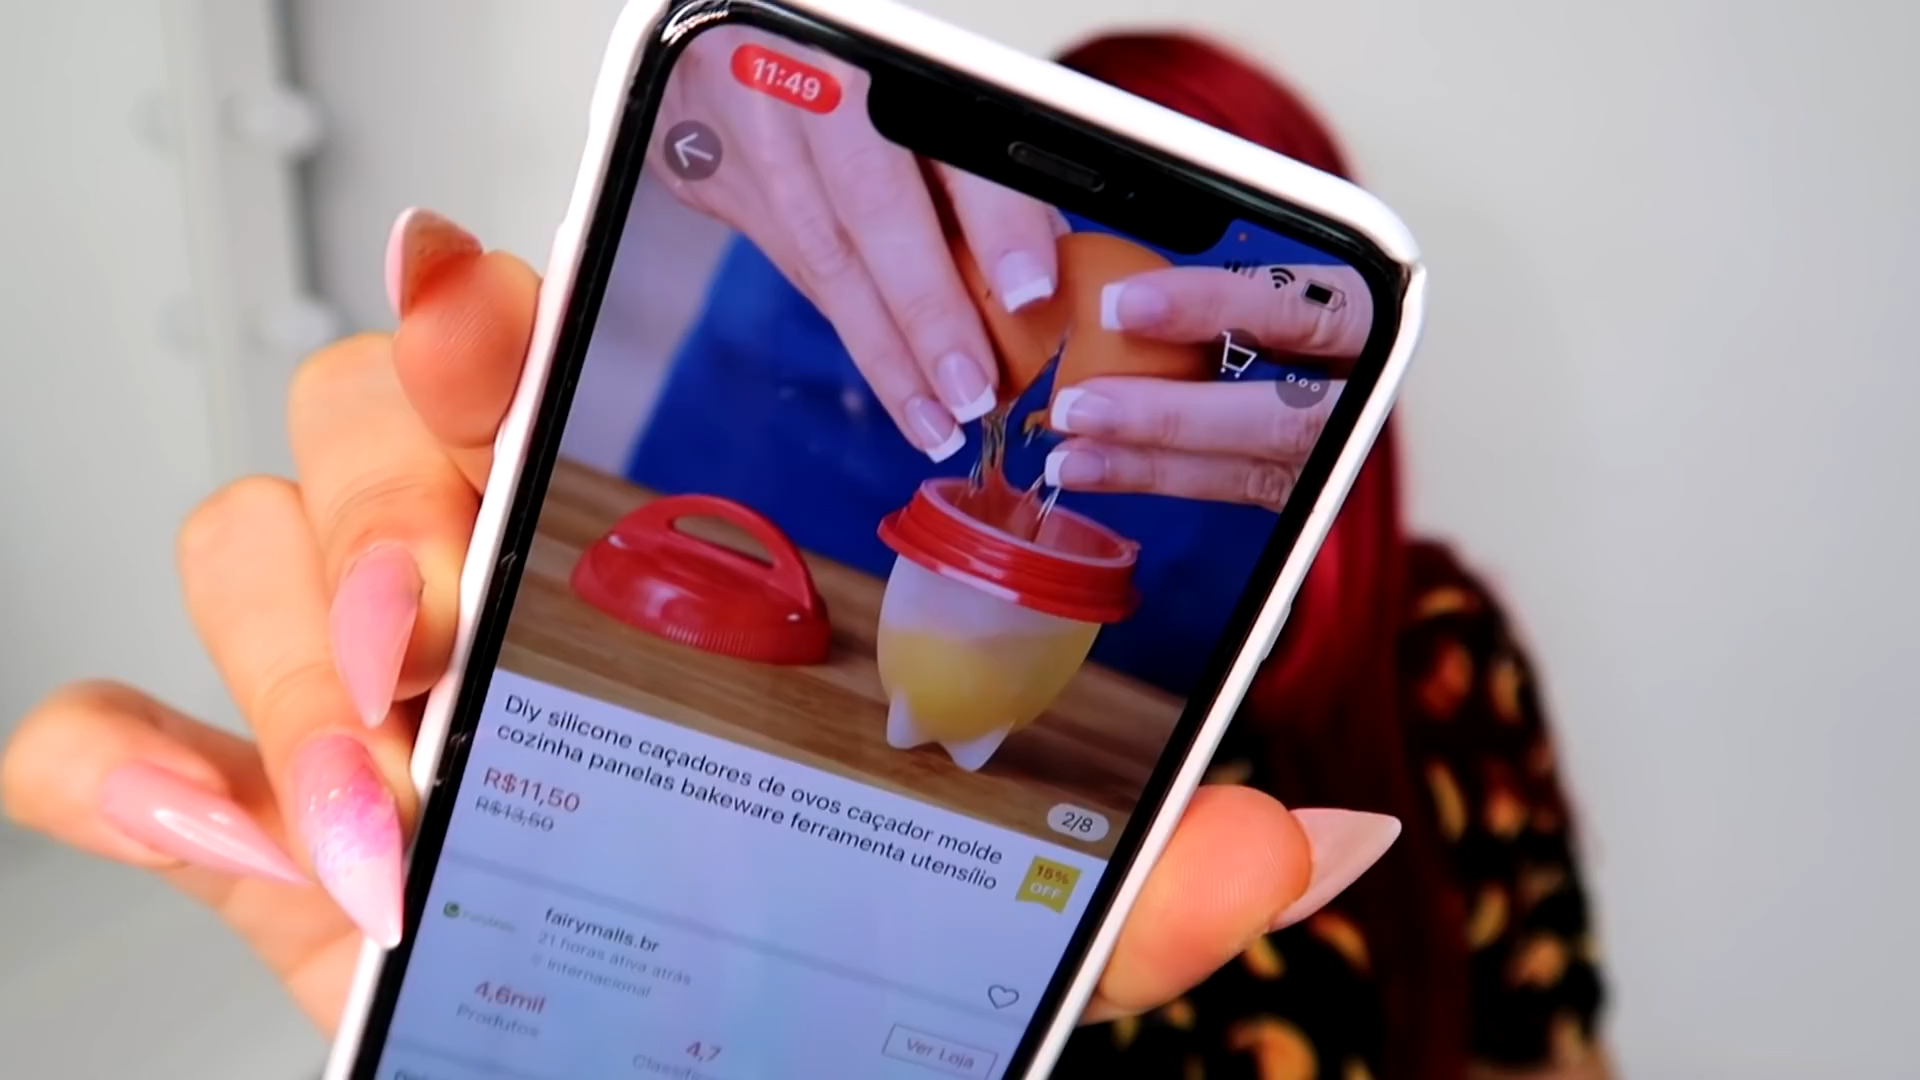 11:49
2/8
Diy silicone caçadores de ovos caçador molde
cozinha panelas bakeware ferramenta utensílio
R$11,50
R$13,50
15%
OFF
fairymalls.br
21 horas ativa atrás
Internacional
4,6mil
Produtos
4,7
Ver Loja